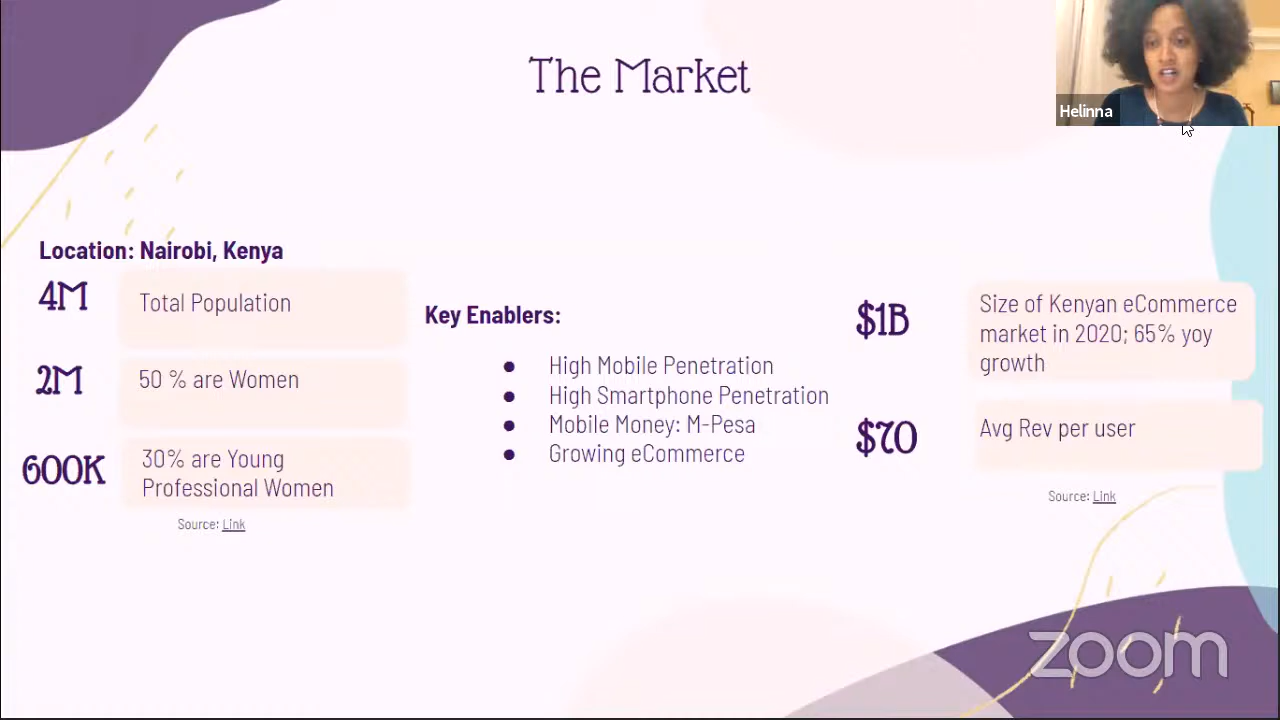 The Market
Helinna
Location: Nairobi, Kenya
4M
Total Population
2M
50 % are Women
600K
30% are Young
Professional Women
Source: Link
Key Enablers:
● High Mobile Penetration
● High Smartphone Penetration
● Mobile Money: M-Pesa
● Growing eCommerce
$1B
Size of Kenyan eCommerce
market in 2020; 65% yoy
growth
$70
Avg Rev per user
Source: Link
zoom